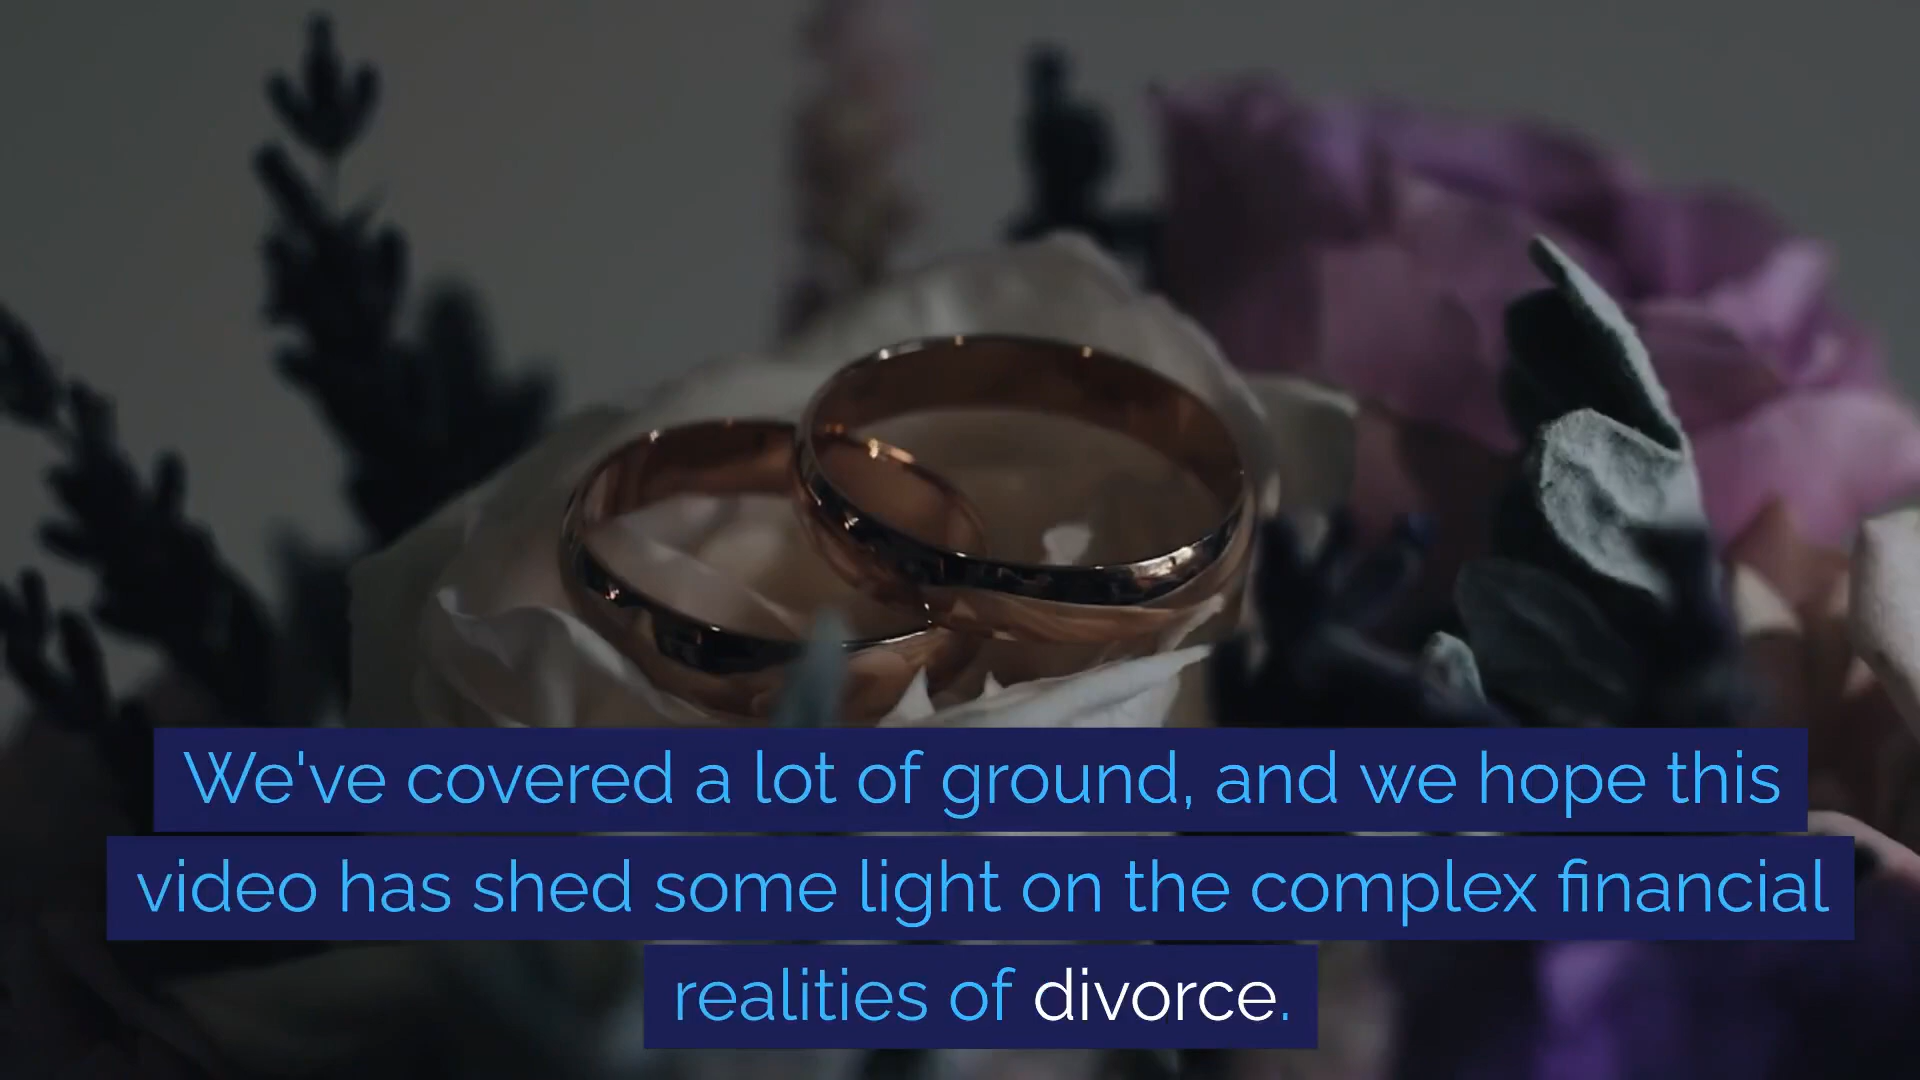 We've covered a lot of ground, and we hope this
video has shed some light on the complex financial
realities of divorce.